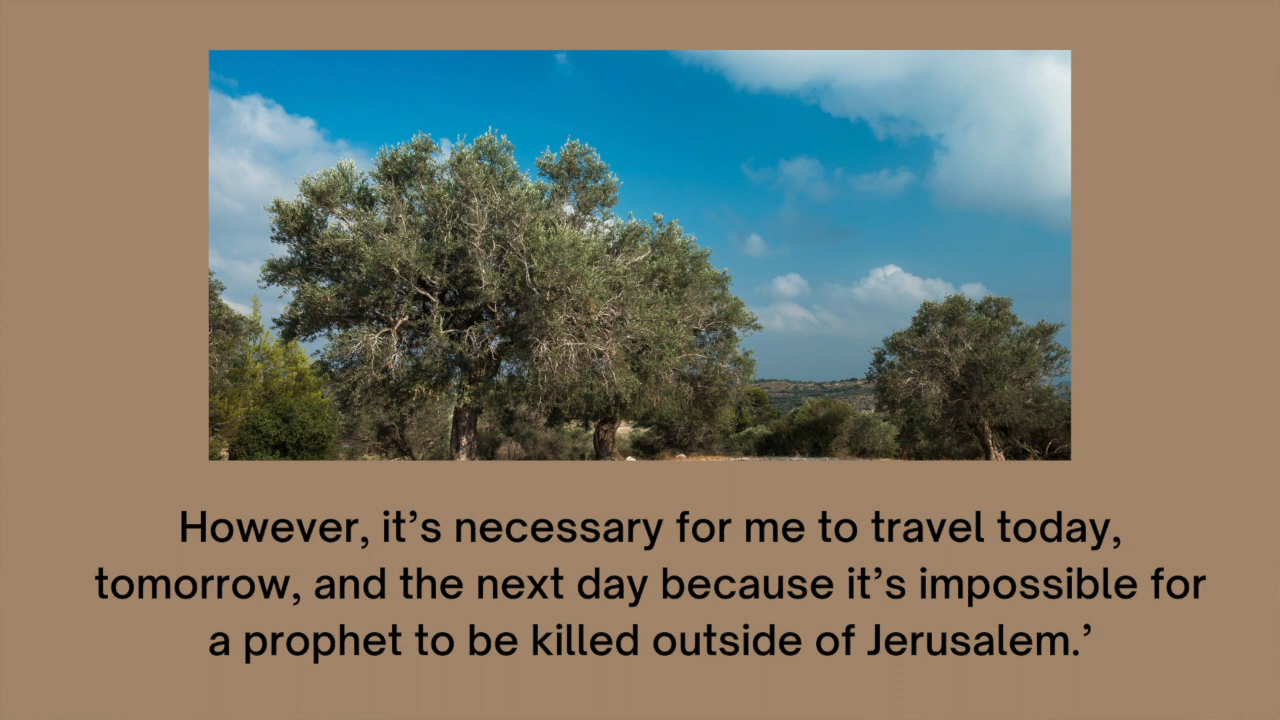 However, it’s necessary for me to travel today,
tomorrow, and the next day because it’s impossible for
a prophet to be killed outside of Jerusalem.’